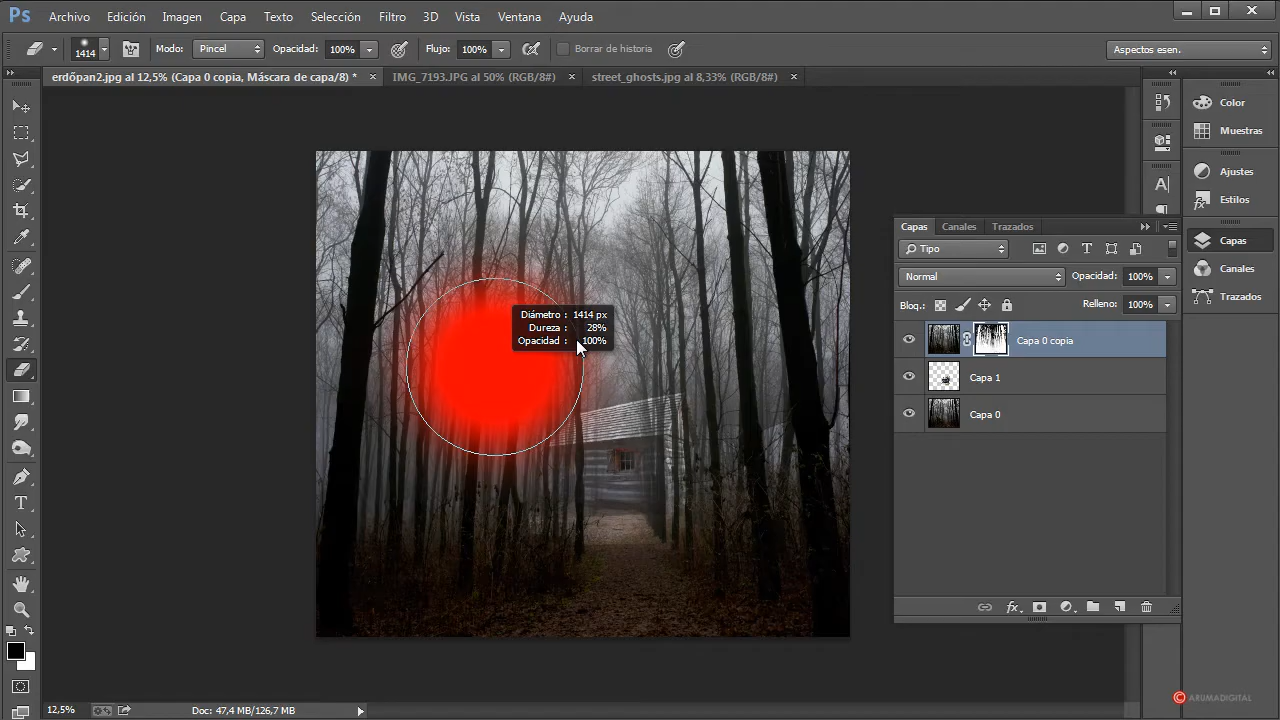 Ps Archivo Edición Imagen Capa Texto Selección Filtro 3D Vista Ventana Ayuda
1414 Modo: Pincel Opacidad: 100% Flujo: 100% Borrar de historia Aspectos esen.
erdőpan2.jpg al 12,5% (Capa 0 copia, Máscara de capa/8) * × IMG_7193.JPG al 50% (RGB/8#) × street_ghosts.jpg al 8,33% (RGB/8#) ×
Color
Muestras
Ajustes
Estilos
Capas
Canales
Trazados
Diámetro : 1414 px
Dureza : 28%
Opacidad : 100%
Capas Canales Trazados
Tipo
Normal Opacidad: 100%
Bloq.: Relleno: 100%
Capa 0 copia
Capa 1
Capa 0
fx
12,5% Doc: 47,4 MB/126,7 MB
© ARUMADIGITAL